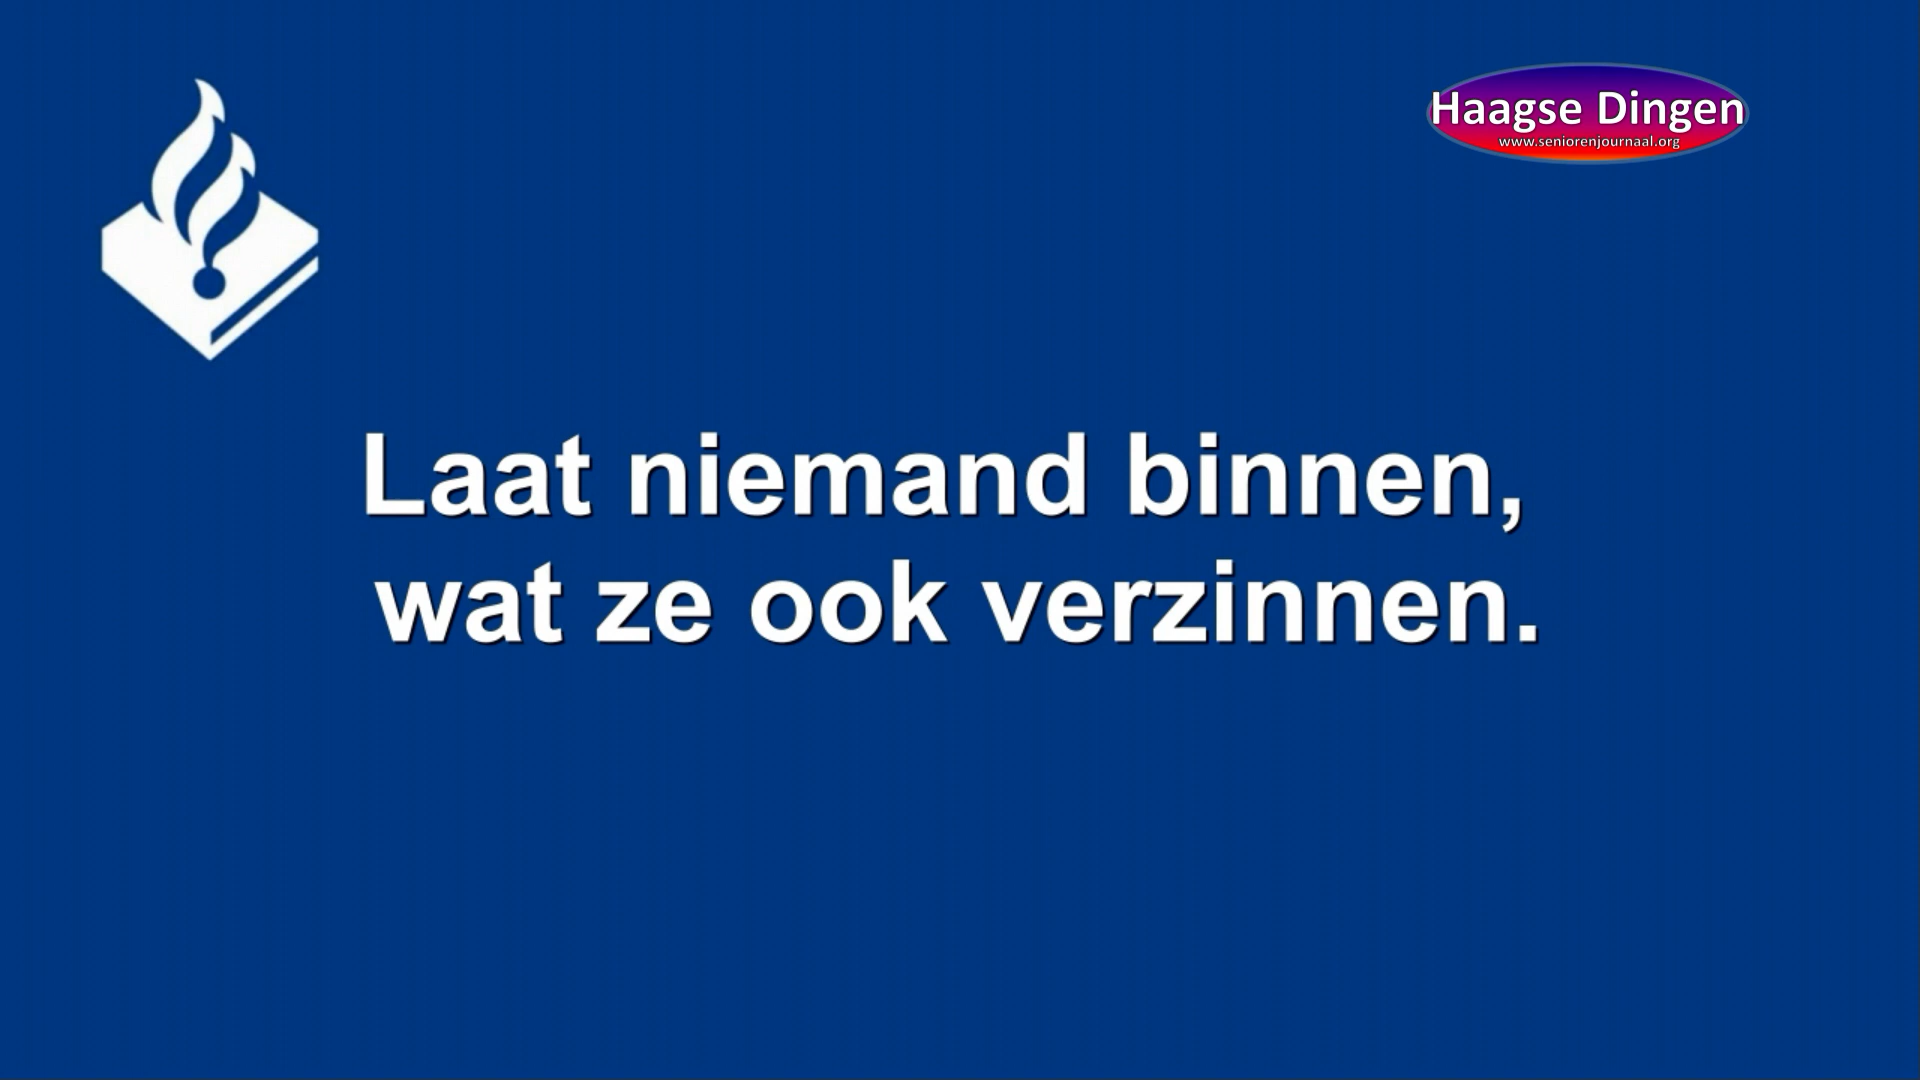 Haagse Dingen
www.seniorenjournaal.org
Laat niemand binnen,
wat ze ook verzinnen.